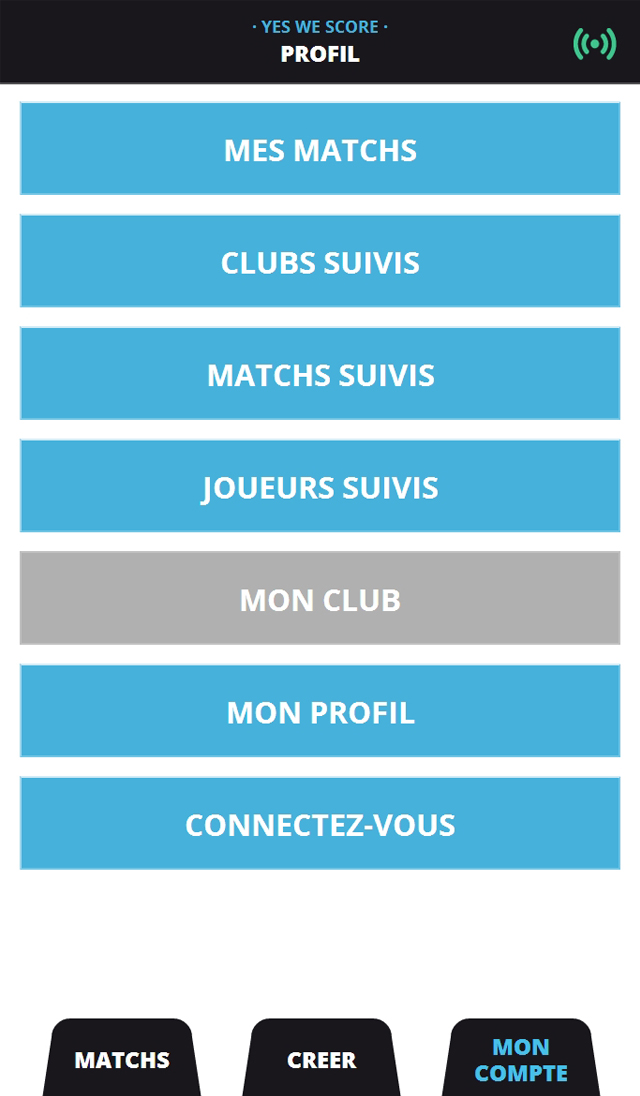 · YES WE SCORE ·
PROFIL
MES MATCHS
CLUBS SUIVIS
MATCHS SUIVIS
JOUEURS SUIVIS
MON CLUB
MON PROFIL
CONNECTEZ-VOUS
MATCHS
CREER
MON
COMPTE